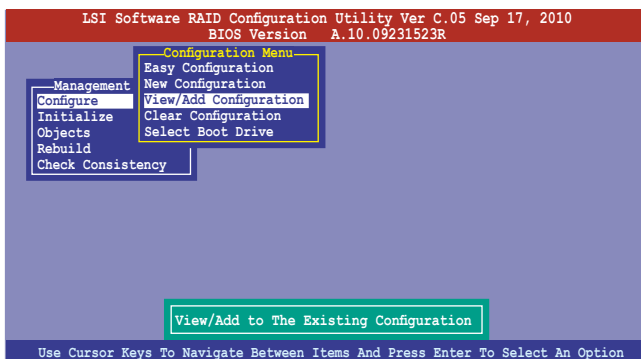 LSI Software RAID Configuration Utility Ver C.05 Sep 17, 2010
BIOS Version A.10.09231523R
Configuration Menu
Easy Configuration
New Configuration
View/Add Configuration
Clear Configuration
Select Boot Drive
Management
Configure
Initialize
Objects
Rebuild
Check Consistency
View/Add to The Existing Configuration
Use Cursor Keys To Navigate Between Items And Press Enter To Select An Option